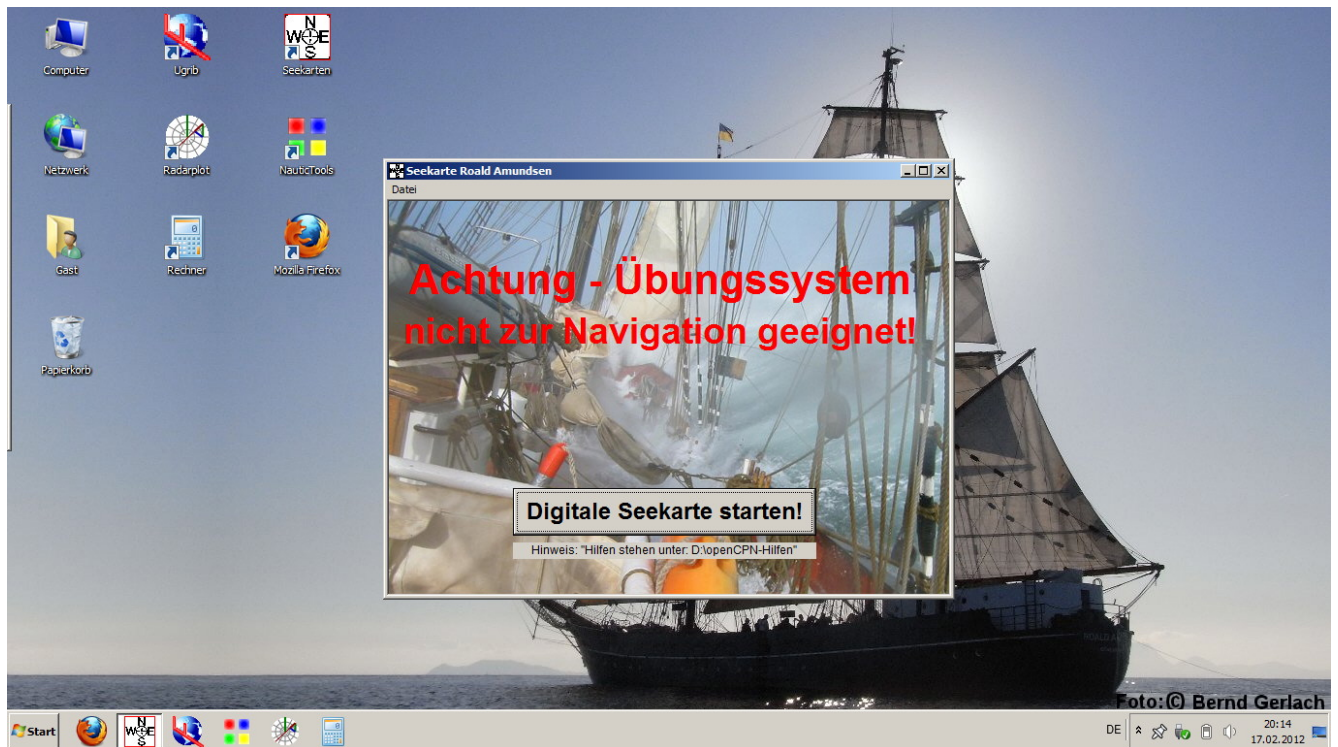 Computer
Ugrib
N
W E
S
Seekarten
Netzwerk
Radarplot
NauticTools
Gast
0
Rechner
Mozilla Firefox
Papierkorb
Seekarte Roald Amundsen
Datei
Achtung - Übungssystem
nicht zur Navigation geeignet!
Digitale Seekarte starten!
Hinweis: "Hilfen stehen unter: D:\openCPN-Hilfen"
Foto:© Bernd Gerlach
Start
N
W E
S
DE
20:14
17.02.2012